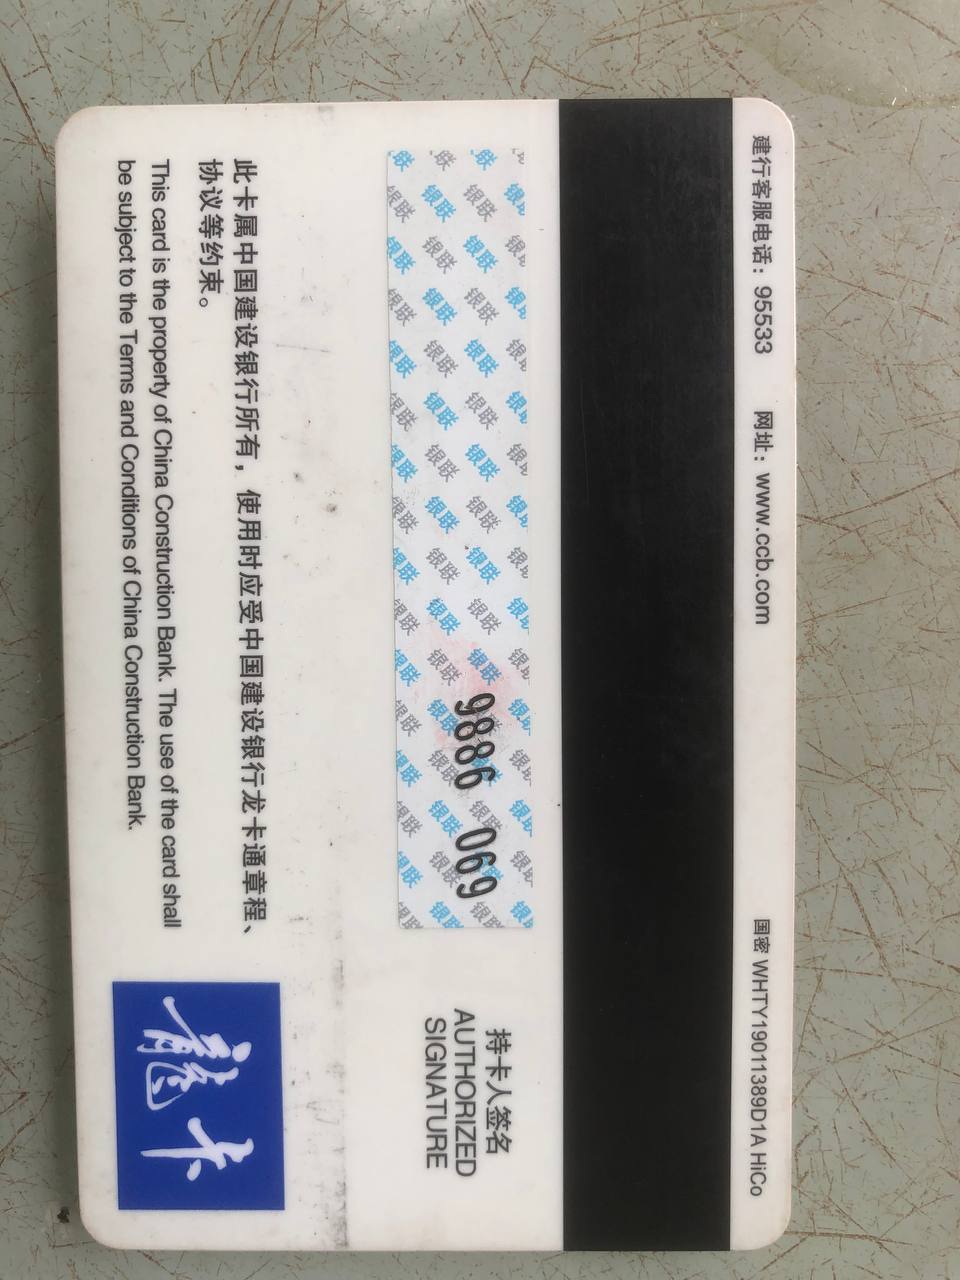 建行客服电话：95533 网址：www.ccb.com 国密 WHTY19011389D1A HiCo
银联
9886 069
持卡人签名
AUTHORIZED
SIGNATURE
此卡属中国建设银行所有，使用时应受中国建设银行龙卡通章程、
协议等约束。
This card is the property of China Construction Bank. The use of the card shall
be subject to the Terms and Conditions of China Construction Bank.
龍卡